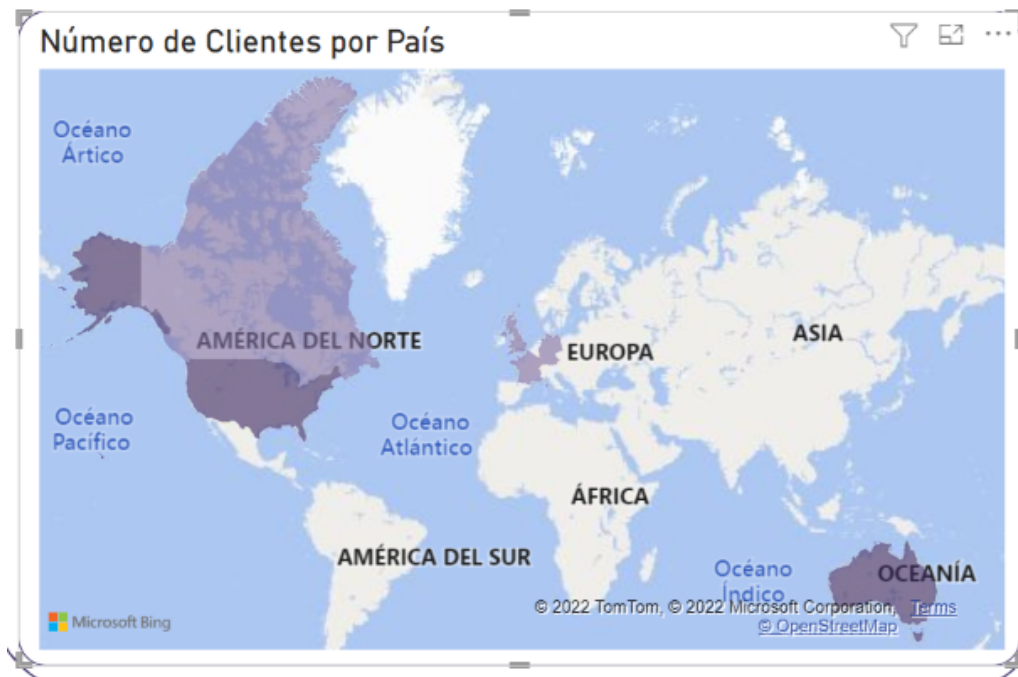 Número de Clientes por País
Océano
Ártico
AMÉRICA DEL NORTE
EUROPA
ASIA
Océano
Pacífico
Océano
Atlántico
ÁFRICA
AMÉRICA DEL SUR
Océano
Índico
OCEANÍA
© 2022 TomTom, © 2022 Microsoft Corporation, Terms
© OpenStreetMap
Microsoft Bing